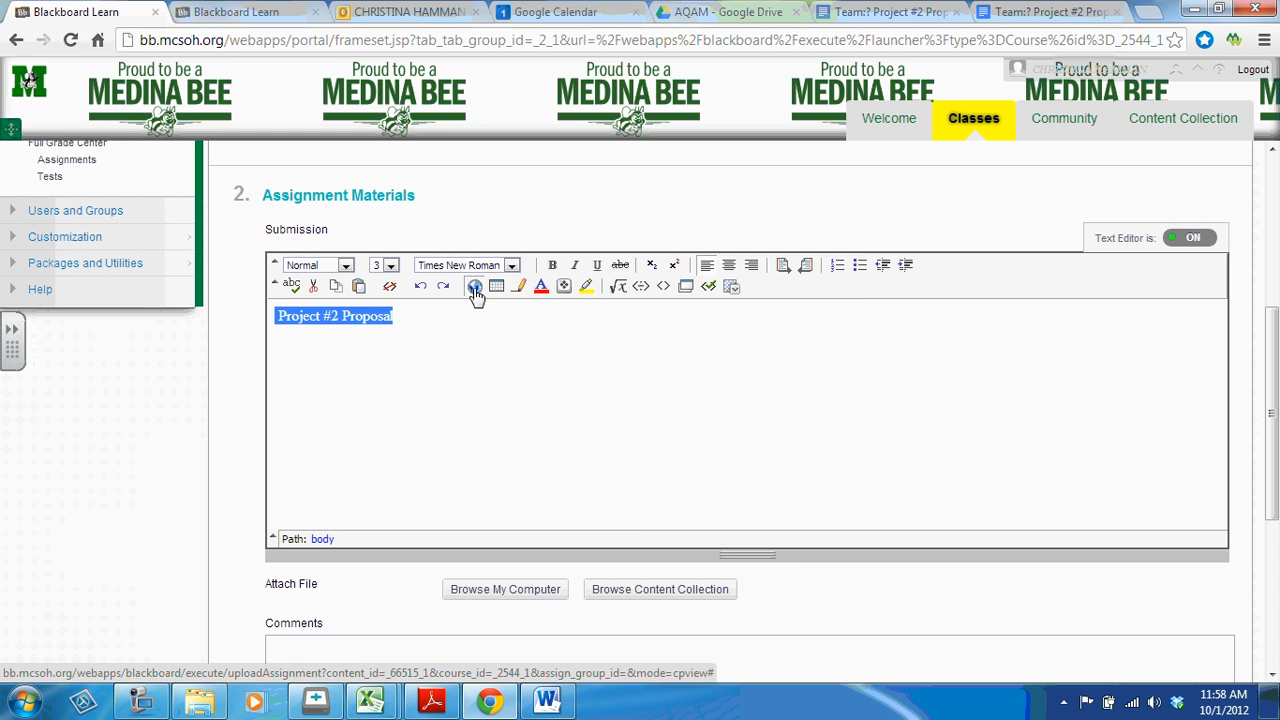 Blackboard Learn
Blackboard Learn
CHRISTINA HAMMAN
Google Calendar
AQAM - Google Drive
Team:? Project #2 Prop
Team:? Project #2 Prop
bb.mcsoh.org/webapps/portal/frameset.jsp?tab_tab_group_id=_2_1&url=%2Fwebapps%2Fblackboard%2Fexecute%2Flauncher%3Ftype%3DCourse%26id%3D_2544_1
Proud to be a Proud to be a Proud to be a Proud to be a Proud to be a
MEDINA BEE MEDINA BEE MEDINA BEE MEDINA BEE MEDINA BEE
M
Logout
Welcome
Classes
Community
Content Collection
Full Grade Center
Assignments
Tests
Users and Groups
Customization
Packages and Utilities
Help
2. Assignment Materials
Submission
Text Editor is: ON
Normal 3 Times New Roman B I U abc
abc
Project #2 Proposal
Path: body
Attach File Browse My Computer Browse Content Collection
Comments
bb.mcsoh.org/webapps/blackboard/execute/uploadAssignment?content_id=_66515_1&course_id=_2544_1&assign_group_id=&mode=cpview#
11:58 AM
10/1/2012